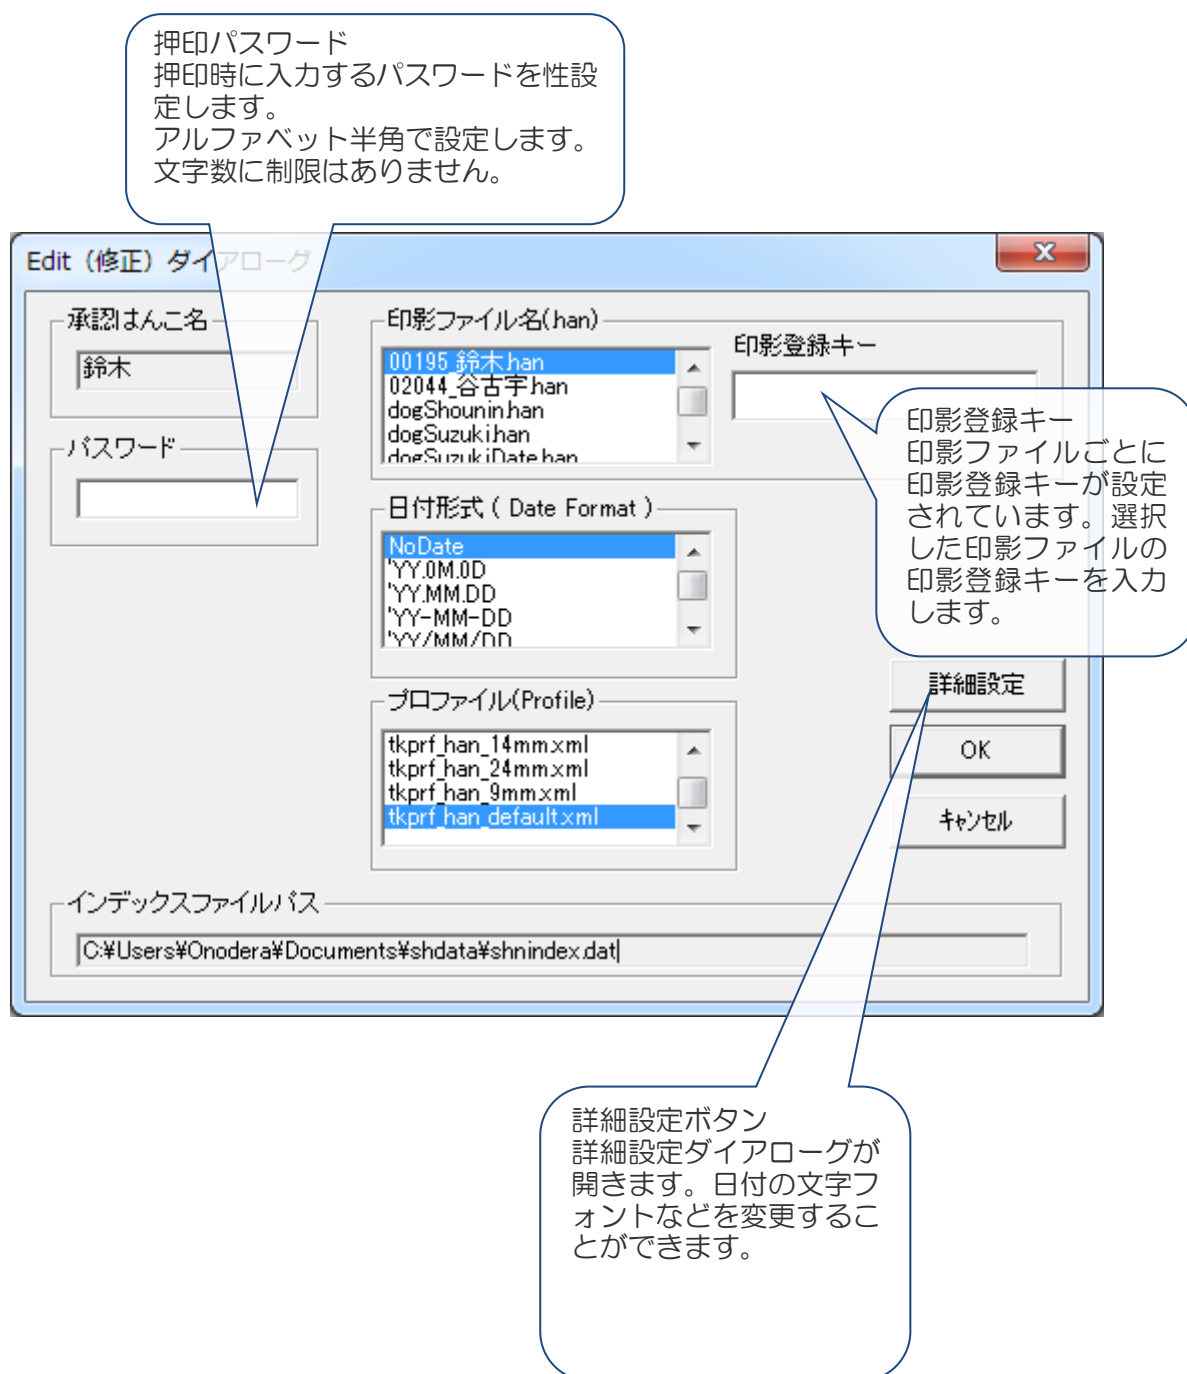 押印パスワード
押印時に入力するパスワードを性設
定します。
アルファベット半角で設定します。
文字数に制限はありません。
Edit（修正）ダイアローグ
承認はんこ名
鈴木
パスワード
印影ファイル名(.han)
00195_鈴木.han
02044_谷古宇.han
dogShounin.han
dogSuzuki.han
dogSuzukiDate.han
印影登録キー
印影登録キー
印影ファイルごとに
印影登録キーが設定
されています。選択
した印影ファイルの
印影登録キーを入力
します。
日付形式 ( Date Format )
NoDate
'YY.0M.0D
'YY.MM.DD
'YY-MM-DD
'YY/MM/DD
プロファイル(Profile)
tkprf_han_14mm.xml
tkprf_han_24mm.xml
tkprf_han_9mm.xml
tkprf_han_default.xml
詳細設定
OK
キャンセル
インデックスファイルパス
C:¥Users¥Onodera¥Documents¥shdata¥shnindex.dat
詳細設定ボタン
詳細設定ダイアローグが
開きます。日付の文字フ
ォントなどを変更するこ
とができます。